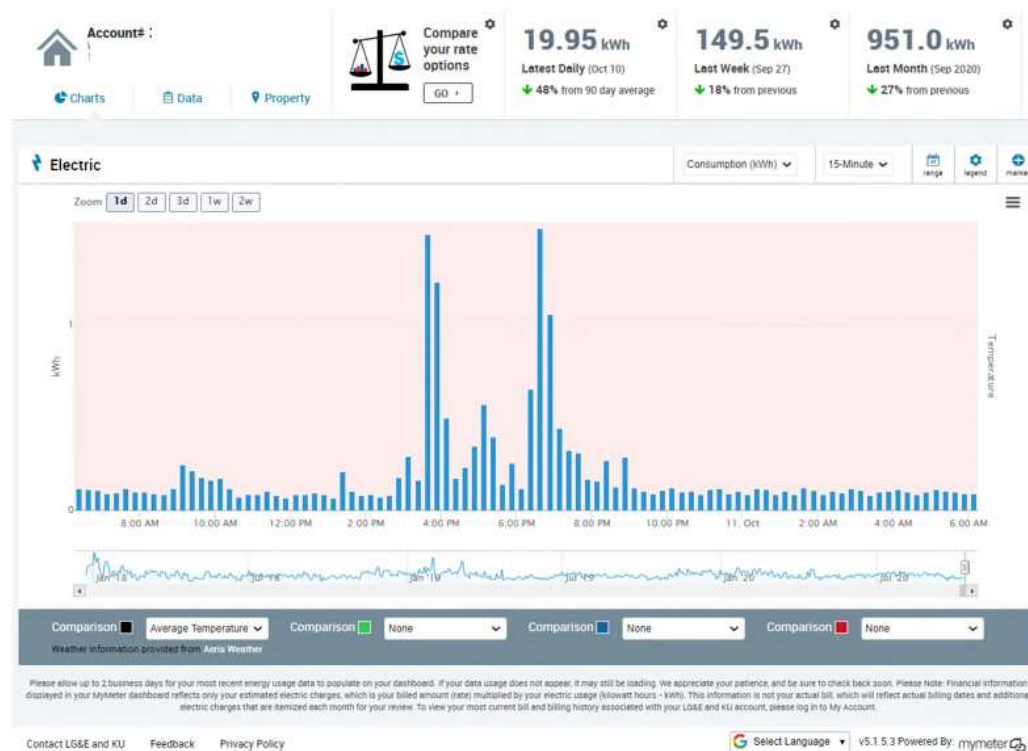 Account# :
Charts
Data
Property
Compare
your rate
options
GO
19.95 kWh
Latest Daily (Oct 10)
48% from 90 day average
149.5 kWh
Last Week (Sep 27)
18% from previous
951.0 kWh
Last Month (Sep 2020)
27% from previous
Electric
Consumption (kWh)
15-Minute
range
legend
Zoom 1d 2d 3d 1w 2w
1
kWh
0
Temperature
8:00 AM 10:00 AM 12:00 PM 2:00 PM 4:00 PM 6:00 PM 8:00 PM 10:00 PM 11. Oct 2:00 AM 4:00 AM 6:00 AM
Jan '18 Jul '18 Jan '19 Jul '19 Jan '20 Jul '20
Comparison Average Temperature Comparison None Comparison None Comparison None
Weather information provided from Aeris Weather
Please allow up to 2 business days for your most recent energy usage data to populate on your dashboard. If your data usage does not appear, it may still be loading. We appreciate your patience, and be sure to check back soon. Please Note: Financial information
displayed in your MyMeter dashboard reflects only your estimated electric charges, which is your billed amount (rate) multiplied by your electric usage (kilowatt hours - kWh). This information is not your actual bill, which will reflect actual billing dates and additional
electric charges that are itemized each month for your review. To view your most current bill and billing history associated with your LG&E and KU account, please log in to My Account.
Contact LG&E and KU Feedback Privacy Policy
G Select Language v5.1.5.3 Powered By: mymeter